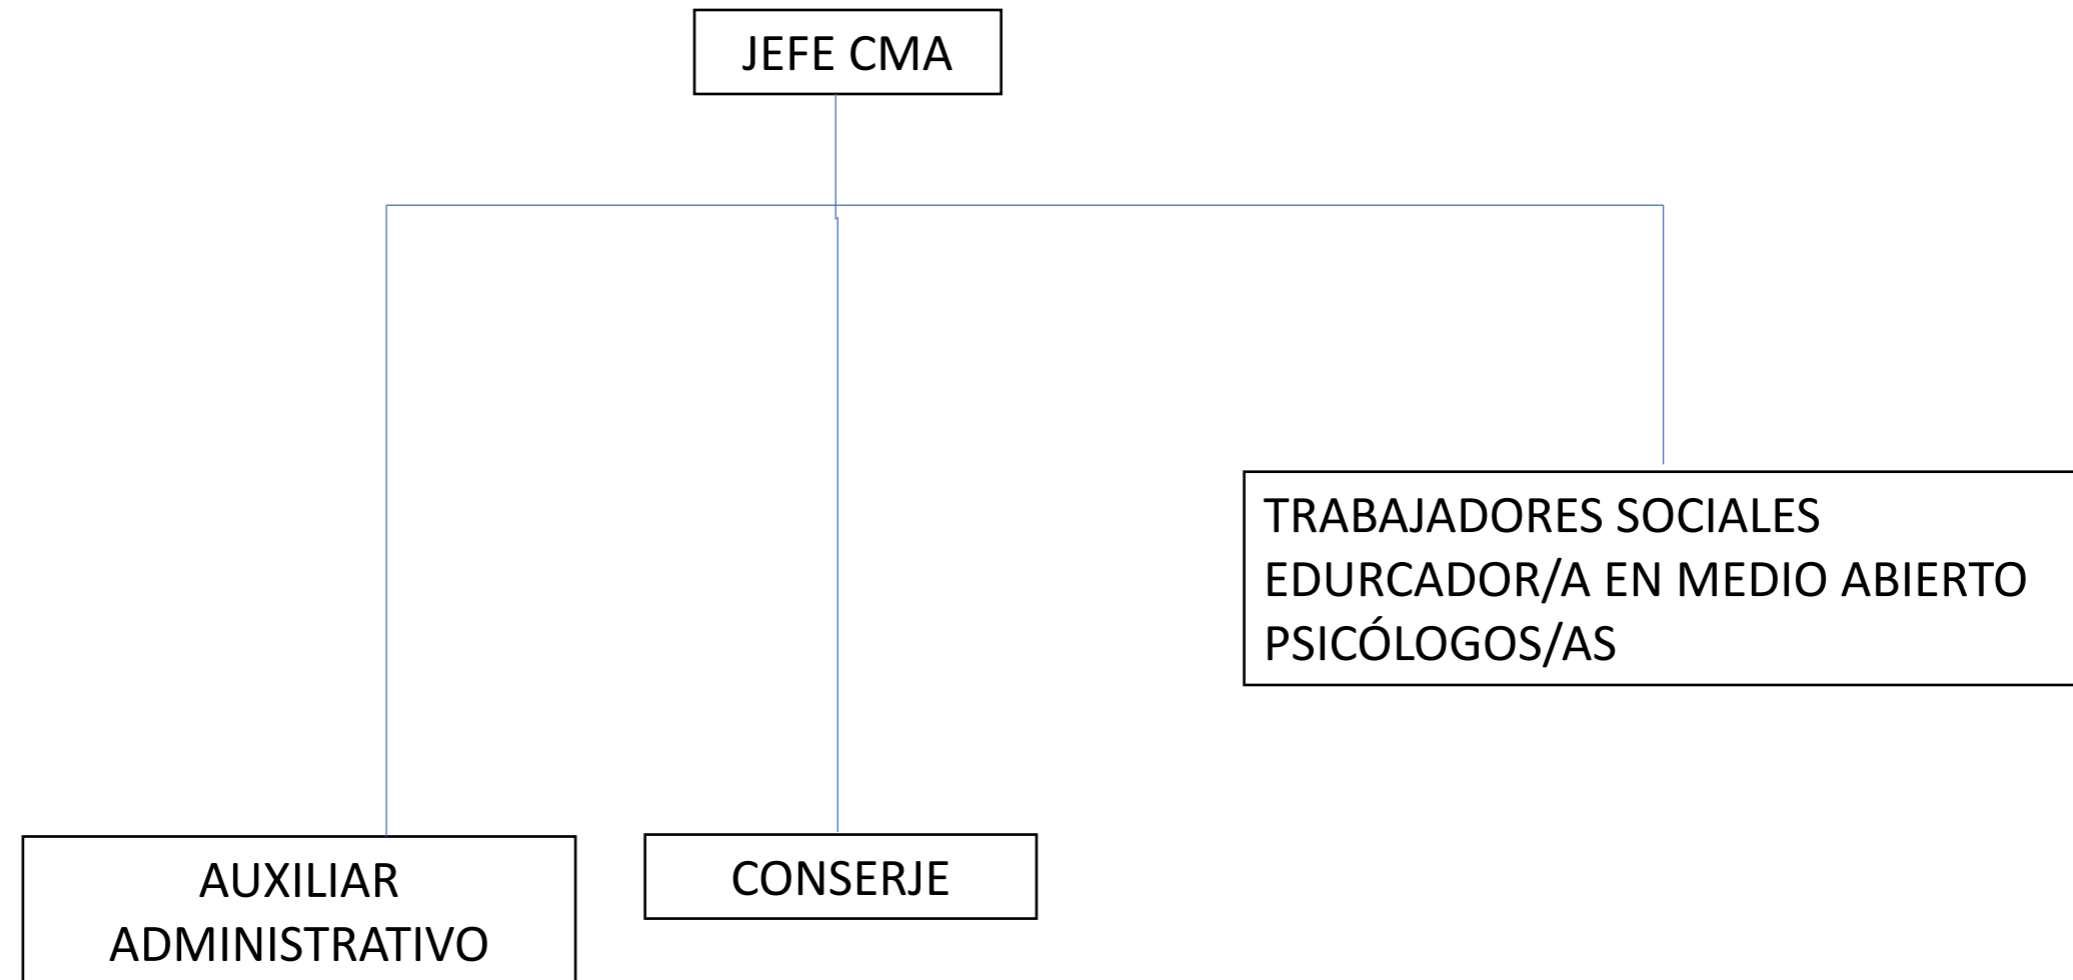 JEFE CMA
TRABAJADORES SOCIALES
EDURCADOR/A EN MEDIO ABIERTO
PSICÓLOGOS/AS
AUXILIAR
ADMINISTRATIVO
CONSERJE